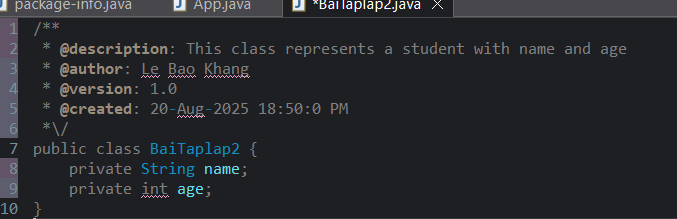 package-info.java App.java *BaiTaplap2.java
1 /**
2 * @description: This class represents a student with name and age
3 * @author: Le Bao Khang
4 * @version: 1.0
5 * @created: 20-Aug-2025 18:50:0 PM
6 *\/
7 public class BaiTaplap2 {
8 private String name;
9 private int age;
10 }